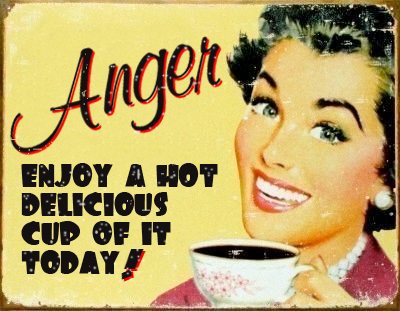 Anger
ENJOY A HOT
DELICIOUS
CUP OF IT
TODAY!